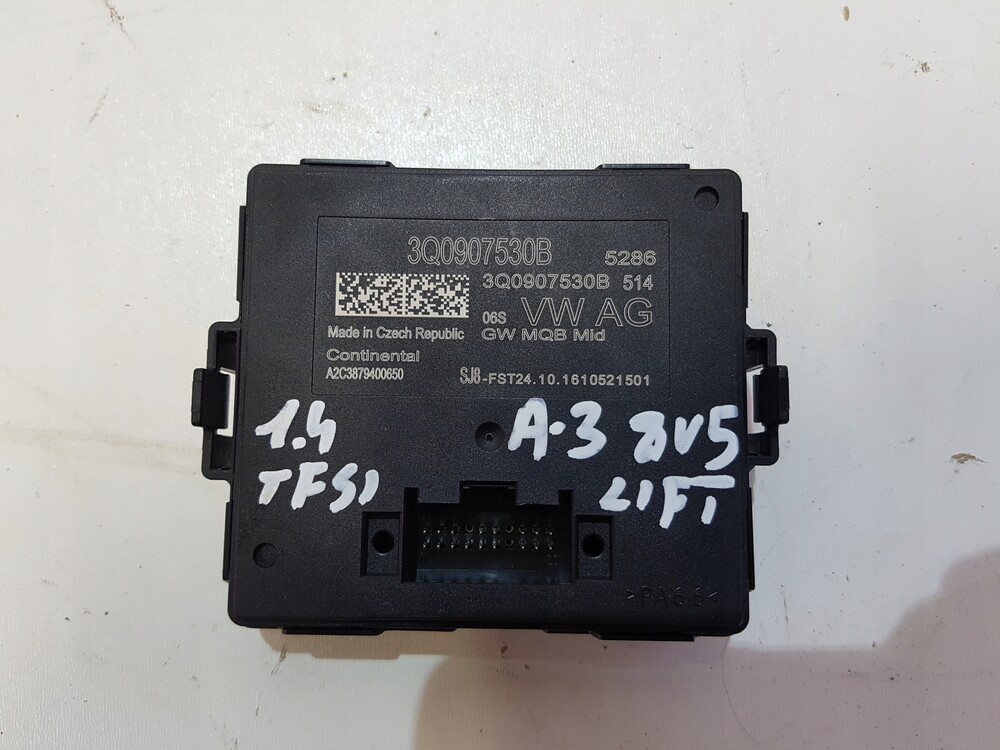 3Q0907530B 5286
3Q0907530B 514
06S VW AG
Made in Czech Republic GW MQB Mid
Continental
A2C3879400650 SJ8-FST24.10.1610521501
1.4 A-3 8V5
TFSI LIFT
>PA66<